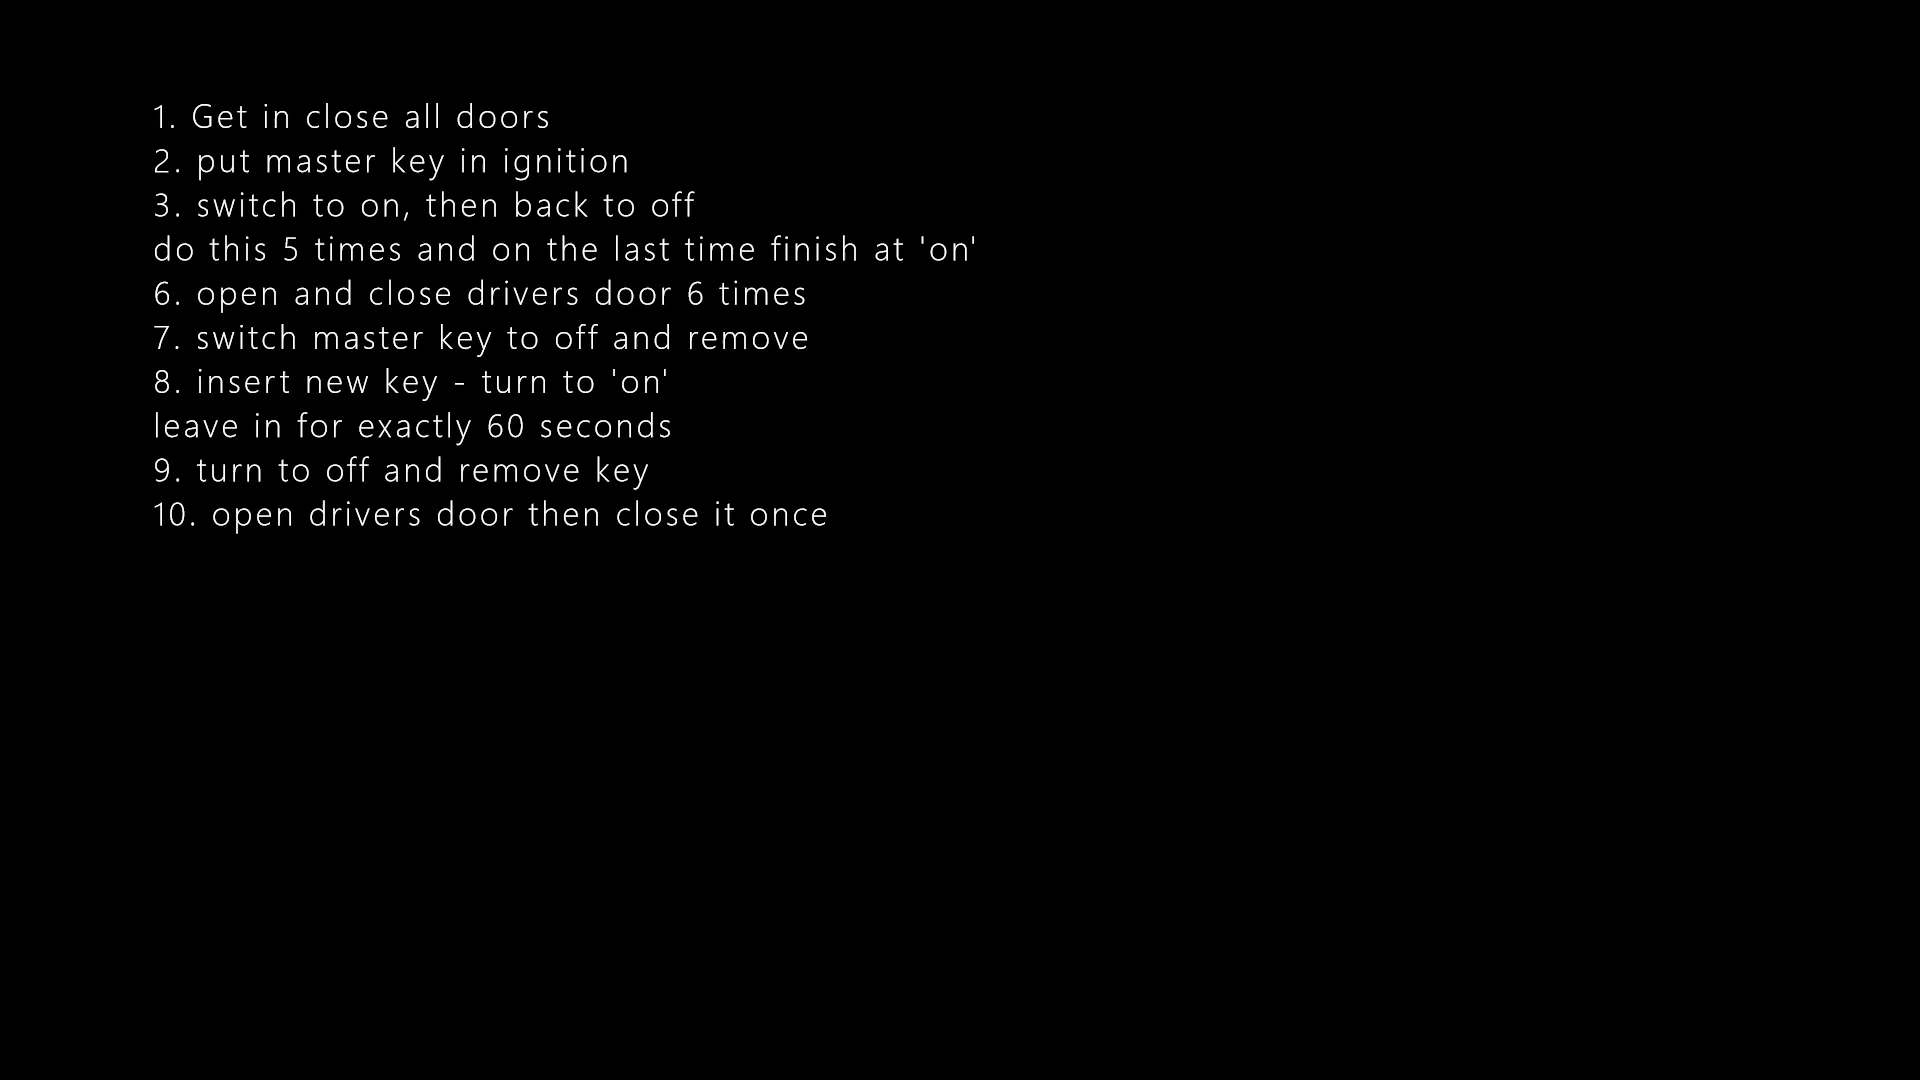 1. Get in close all doors
2. put master key in ignition
3. switch to on, then back to off
do this 5 times and on the last time finish at 'on'
6. open and close drivers door 6 times
7. switch master key to off and remove
8. insert new key - turn to 'on'
leave in for exactly 60 seconds
9. turn to off and remove key
10. open drivers door then close it once